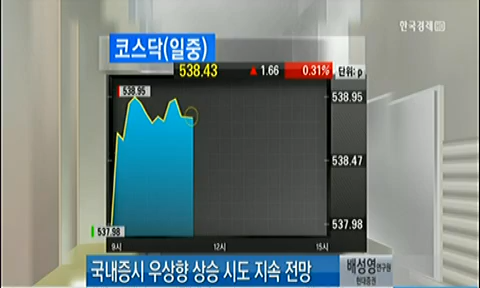 한국경제
코스닥(일중)
538.43 ▲ 1.66 0.31% 단위: p
538.95
538.95
538.47
537.98
537.98
9시 12시 15시
국내증시 우상향 상승 시도 지속 전망
배성영 연구원
현대증권